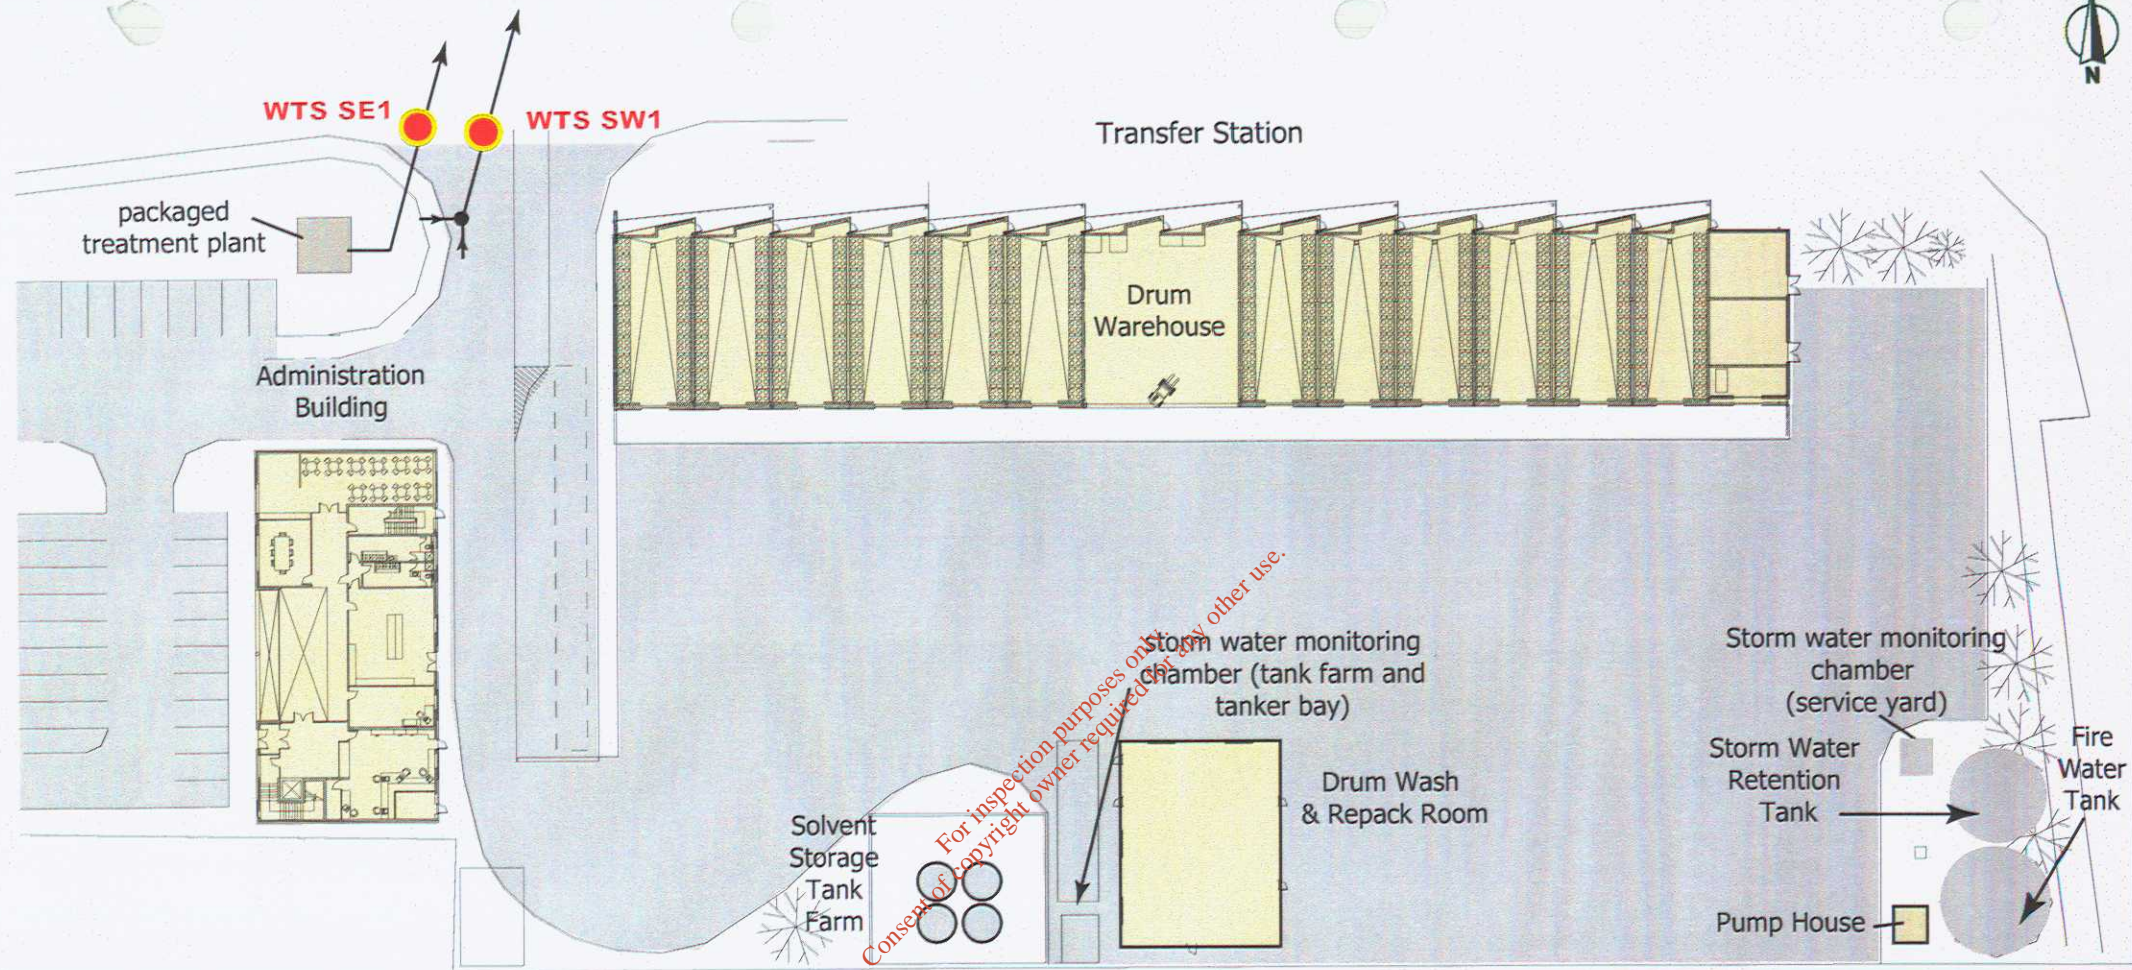 N
WTS SE1
WTS SW1
Transfer Station
packaged
treatment plant
Drum
Warehouse
Administration
Building
For inspection purposes only.
Consent of copyright owner required for any other use.
Storm water monitoring
chamber (tank farm and
tanker bay)
Storm water monitoring
chamber
(service yard)
Storm Water
Retention
Tank
Fire
Water
Tank
Drum Wash
& Repack Room
Solvent
Storage
Tank
Farm
Pump House